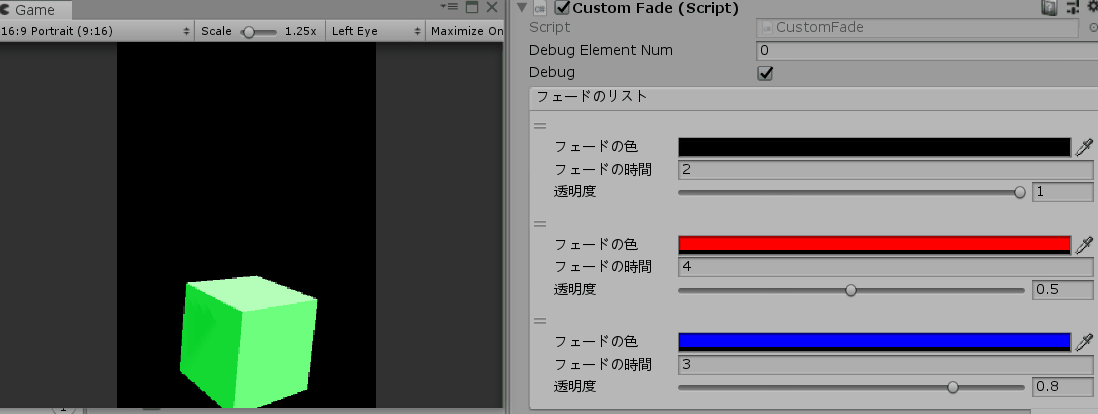 Game
16:9 Portrait (9:16)
Scale
1.25x
Left Eye
Maximize On
Custom Fade (Script)
Script
CustomFade
Debug Element Num
0
Debug
フェードのリスト
フェードの色
フェードの時間
2
透明度
1
フェードの色
フェードの時間
4
透明度
0.5
フェードの色
フェードの時間
3
透明度
0.8